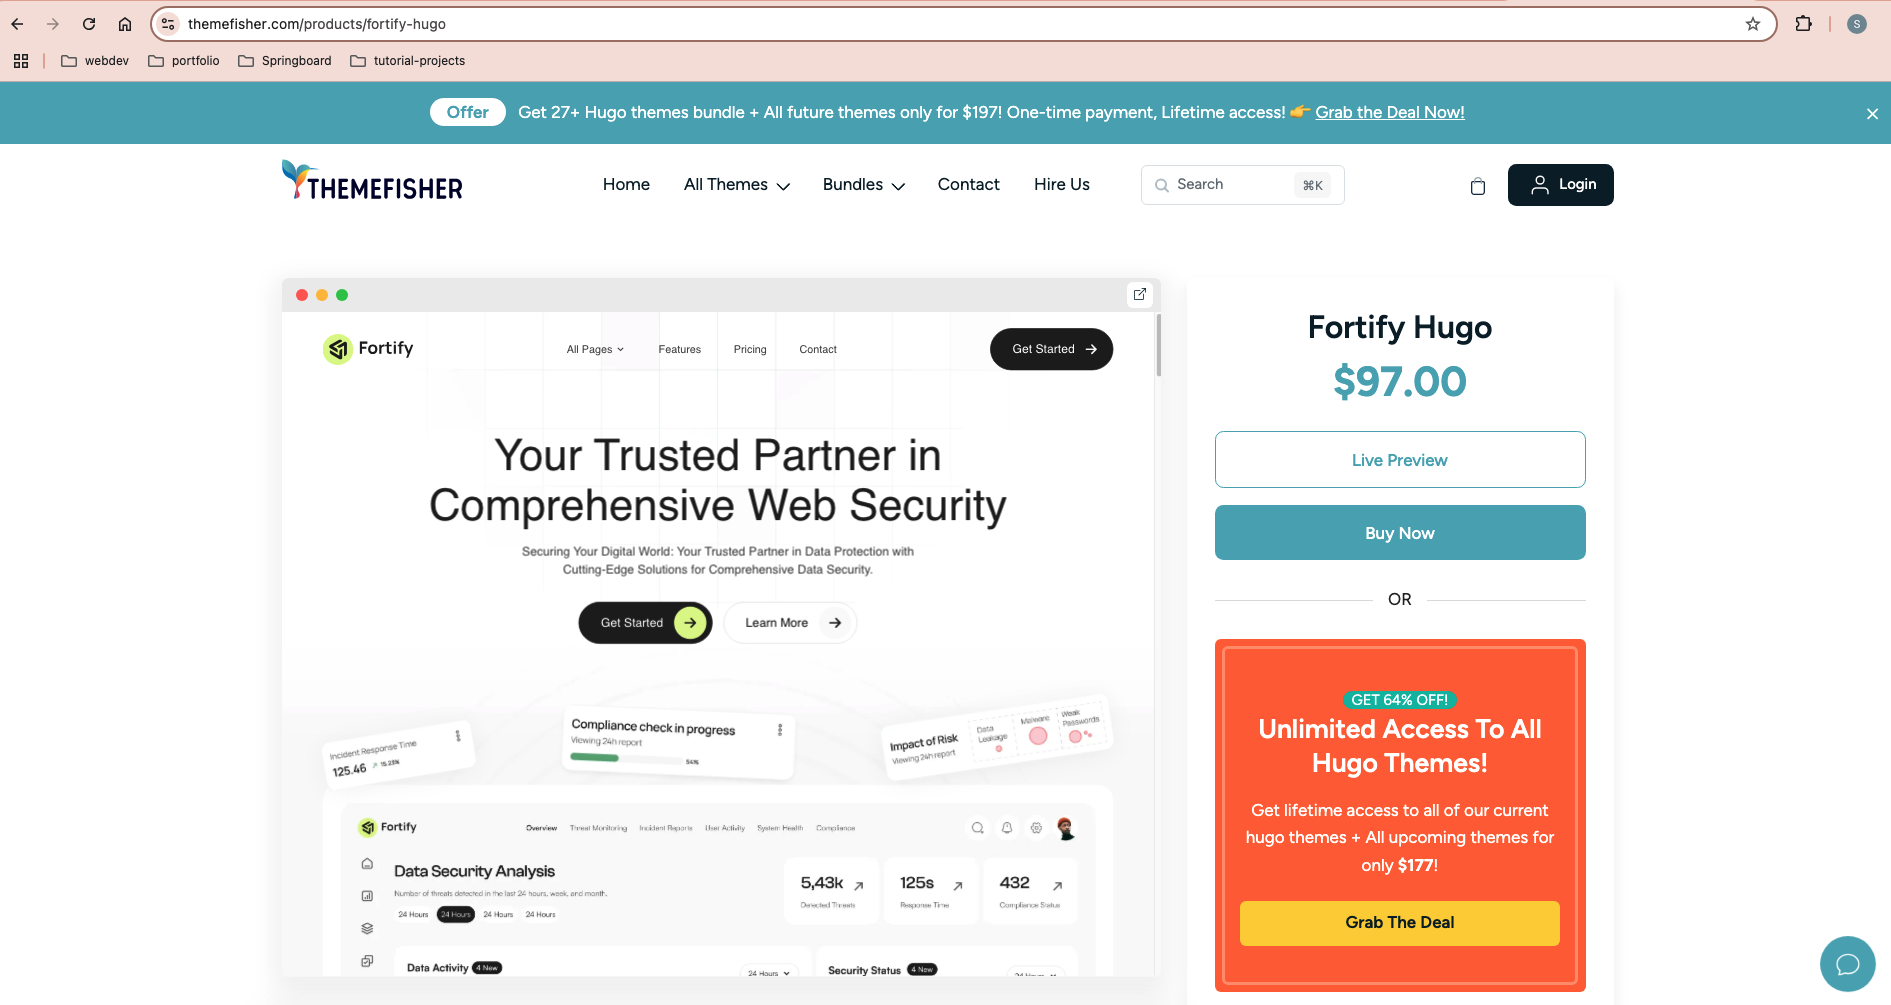 themefisher.com/products/fortify-hugo
S
webdev
portfolio
Springboard
tutorial-projects
Offer
Get 27+ Hugo themes bundle + All future themes only for $197! One-time payment, Lifetime access! 👉 Grab the Deal Now!
THEMEFISHER
Home
All Themes
Bundles
Contact
Hire Us
Search
⌘K
Login
Fortify
All Pages
Features
Pricing
Contact
Get Started
Your Trusted Partner in
Comprehensive Web Security
Securing Your Digital World: Your Trusted Partner in Data Protection with
Cutting-Edge Solutions for Comprehensive Data Security.
Get Started
Learn More
Incident Response Time
125.46
15.23%
Compliance check in progress
Viewing 24h report
54%
Impact of Risk
Viewing 24h report
Data
Leakage
Malware
Weak
Passwords
Fortify
Overview
Threat Monitoring
Incident Reports
User Activity
System Health
Compliance
Data Security Analysis
Number of threats detected in the last 24 hours, week, and month.
24 Hours
24 Hours
24 Hours
24 Hours
5,43k
Detected Threats
125s
Response Time
432
Compliance Status
Data Activity
4 New
24 Hours
Security Status
4 New
24 Hours
Fortify Hugo
$97.00
Live Preview
Buy Now
OR
GET 64% OFF!
Unlimited Access To All
Hugo Themes!
Get lifetime access to all of our current
hugo themes + All upcoming themes for
only $177!
Grab The Deal